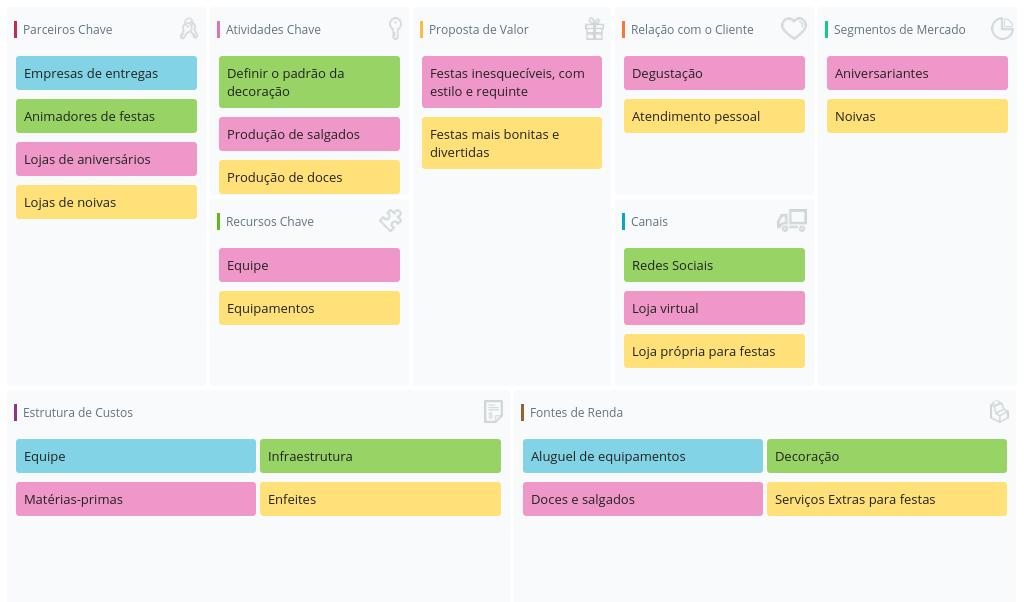 Parceiros Chave
Empresas de entregas
Animadores de festas
Lojas de aniversários
Lojas de noivas
Atividades Chave
Definir o padrão da
decoração
Produção de salgados
Produção de doces
Recursos Chave
Equipe
Equipamentos
Proposta de Valor
Festas inesquecíveis, com
estilo e requinte
Festas mais bonitas e
divertidas
Relação com o Cliente
Degustação
Atendimento pessoal
Canais
Redes Sociais
Loja virtual
Loja própria para festas
Segmentos de Mercado
Aniversariantes
Noivas
Estrutura de Custos
Equipe
Infraestrutura
Matérias-primas
Enfeites
Fontes de Renda
Aluguel de equipamentos
Decoração
Doces e salgados
Serviços Extras para festas